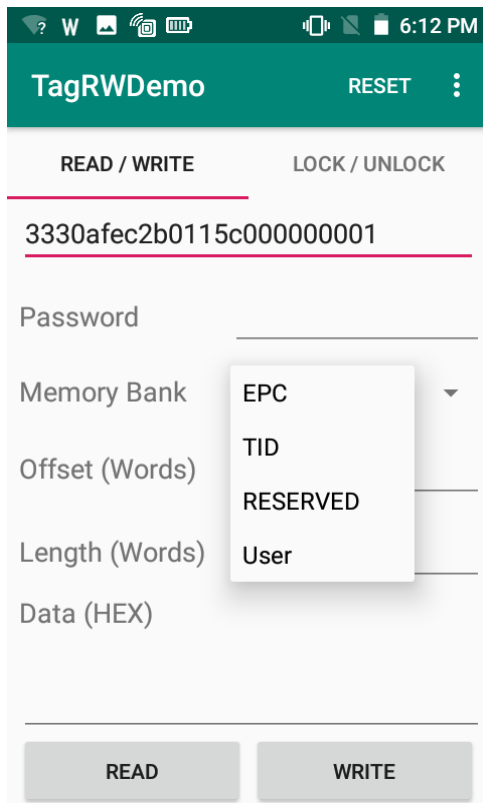 ? W 6:12 PM
TagRWDemo RESET
READ / WRITE LOCK / UNLOCK
3330afec2b0115c000000001
Password
Memory Bank EPC
TID
Offset (Words)
RESERVED
Length (Words) User
Data (HEX)
READ WRITE